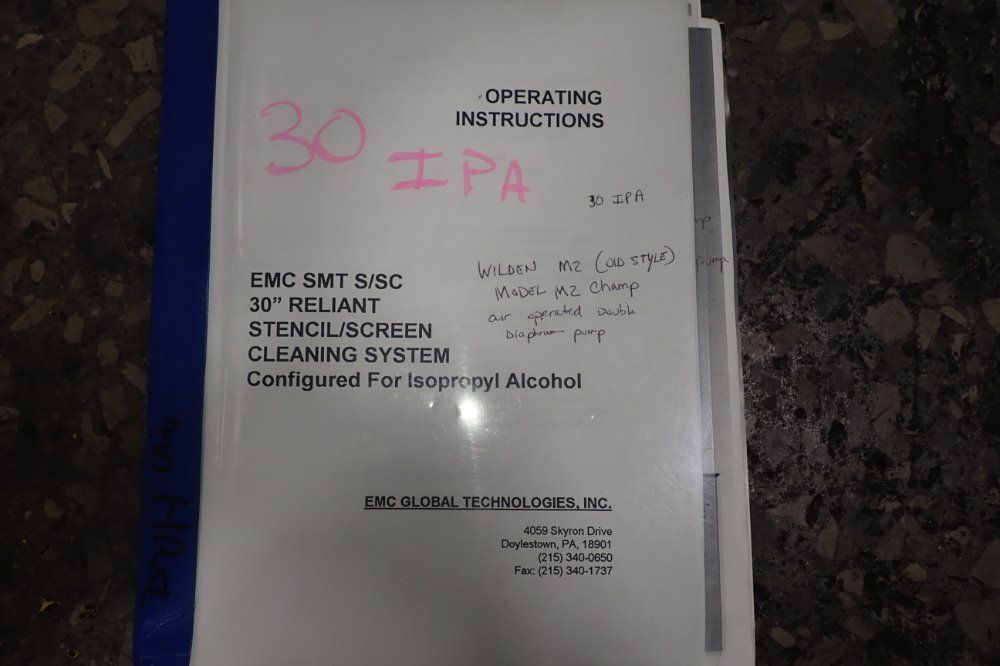 OPERATING
INSTRUCTIONS
30
IPA
30 IPA
WILDEN M2 (OLD STYLE)
MODEL M2 Champ
air operated Double
Diaphram pump
pump
EMC SMT S/SC
30” RELIANT
STENCIL/SCREEN
CLEANING SYSTEM
Configured For Isopropyl Alcohol
EMC GLOBAL TECHNOLOGIES, INC.
4059 Skyron Drive
Doylestown, PA, 18901
(215) 340-0650
Fax: (215) 340-1737